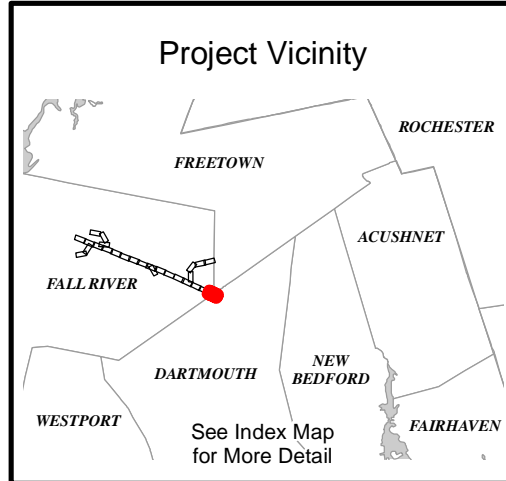 Project Vicinity
ROCHESTER
FREETOWN
ACUSHNET
FALL RIVER
DARTMOUTH
NEW
BEDFORD
WESTPORT
FAIRHAVEN
See Index Map
for More Detail